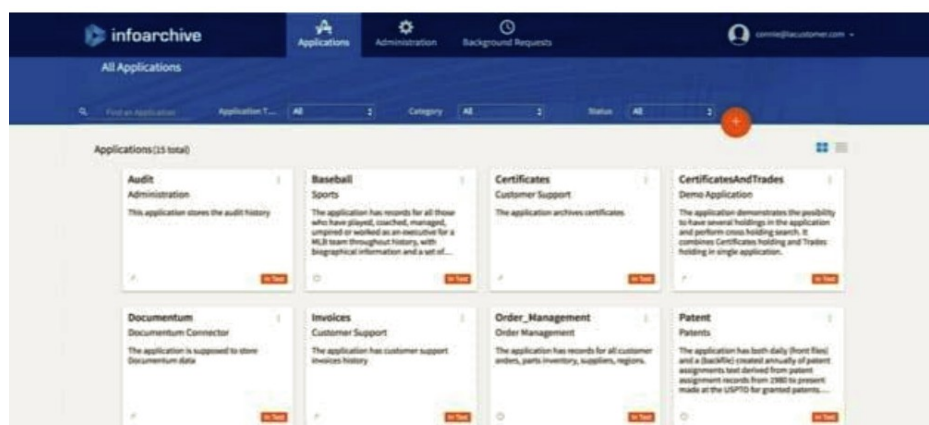 infoarchive
Applications
Administration
Background Requests
connie@iacustomer.com
All Applications
Find an Application
Application T...
All
Category
All
Status
All
+
Applications (15 total)
Audit
Administration
This application stores the audit history
In Test
Baseball
Sports
The application has records for all those
who have played, coached, managed,
umpired or worked as an executive for a
MLB team throughout history, with
biographical information and a set of...
In Test
Certificates
Customer Support
The application archives certificates
In Test
CertificatesAndTrades
Demo Application
The application demonstrates the posibility
to have several holdings in the application
and perform cross holding search. It
combines Certificates holding and Trades
holding in single application.
In Test
Documentum
Documentum Connector
The application is supposed to store
Documentum data
In Test
Invoices
Customer Support
The application has customer support
invoices history
In Test
Order_Management
Order Management
The application has records for all customer
orders, parts inventory, suppliers, regions.
In Test
Patent
Patents
The application has both daily (front files)
and a (backfile) created annually of patent
assignments text derived from patent
assignment records from 1980 to present
made at the USPTO for granted patents....
In Test